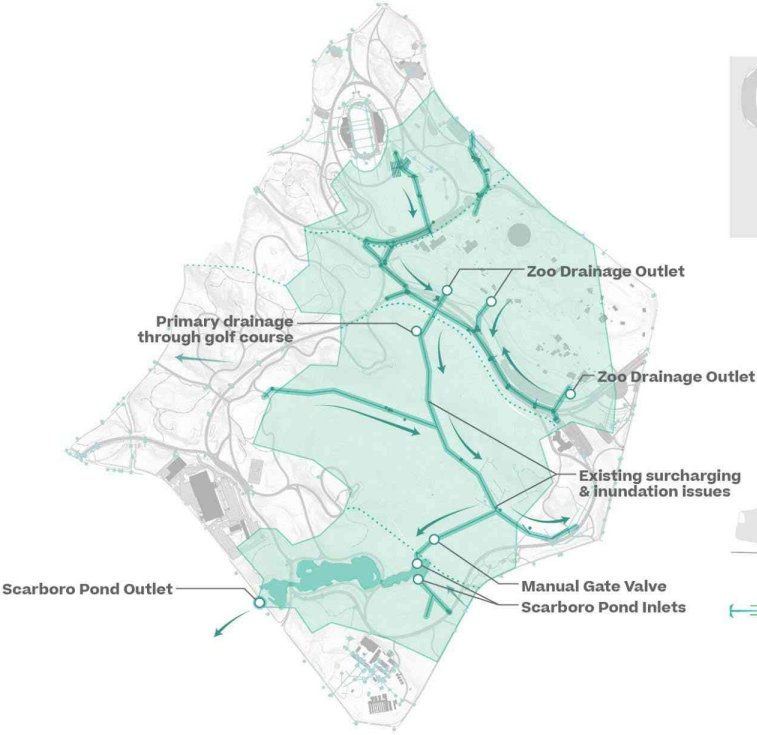 Zoo Drainage Outlet
Primary drainage
through golf course
Zoo Drainage Outlet
Existing surcharging
& inundation issues
Scarboro Pond Outlet
Manual Gate Valve
Scarboro Pond Inlets